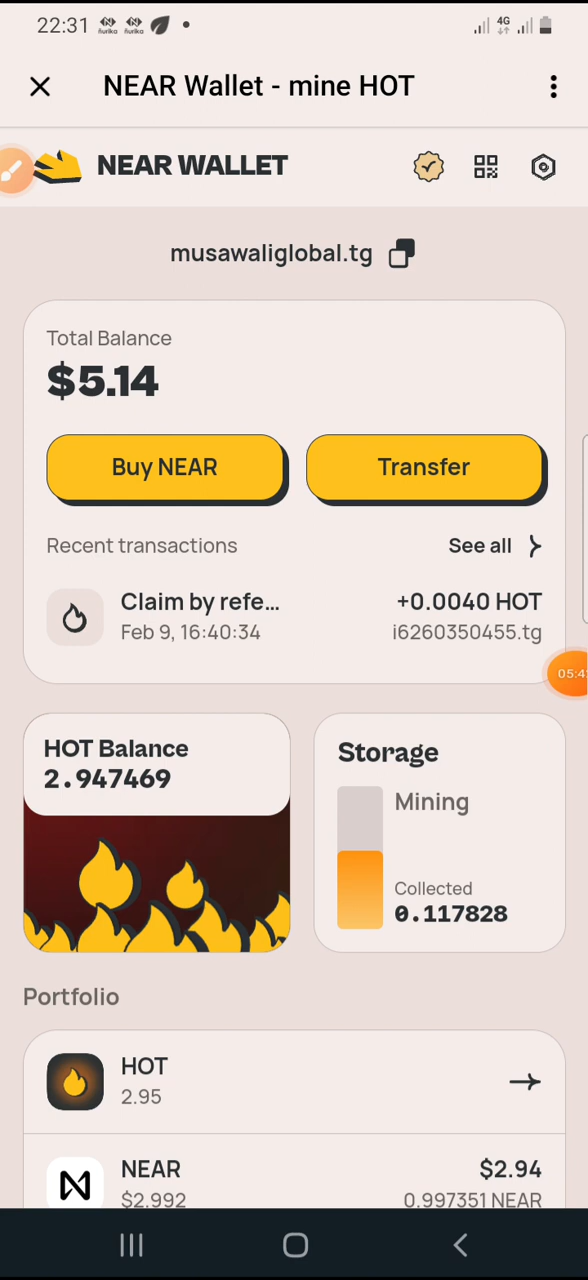 22:31
ñurika
ñurika
4G
NEAR Wallet - mine HOT
NEAR WALLET
musawaliglobal.tg
Total Balance
$5.14
Buy NEAR
Transfer
Recent transactions
See all
Claim by refe...
+0.0040 HOT
Feb 9, 16:40:34
i6260350455.tg
HOT Balance
2.947469
Storage
Mining
Collected
0.117828
Portfolio
HOT
2.95
NEAR
$2.94
$2.992
0.997351 NEAR